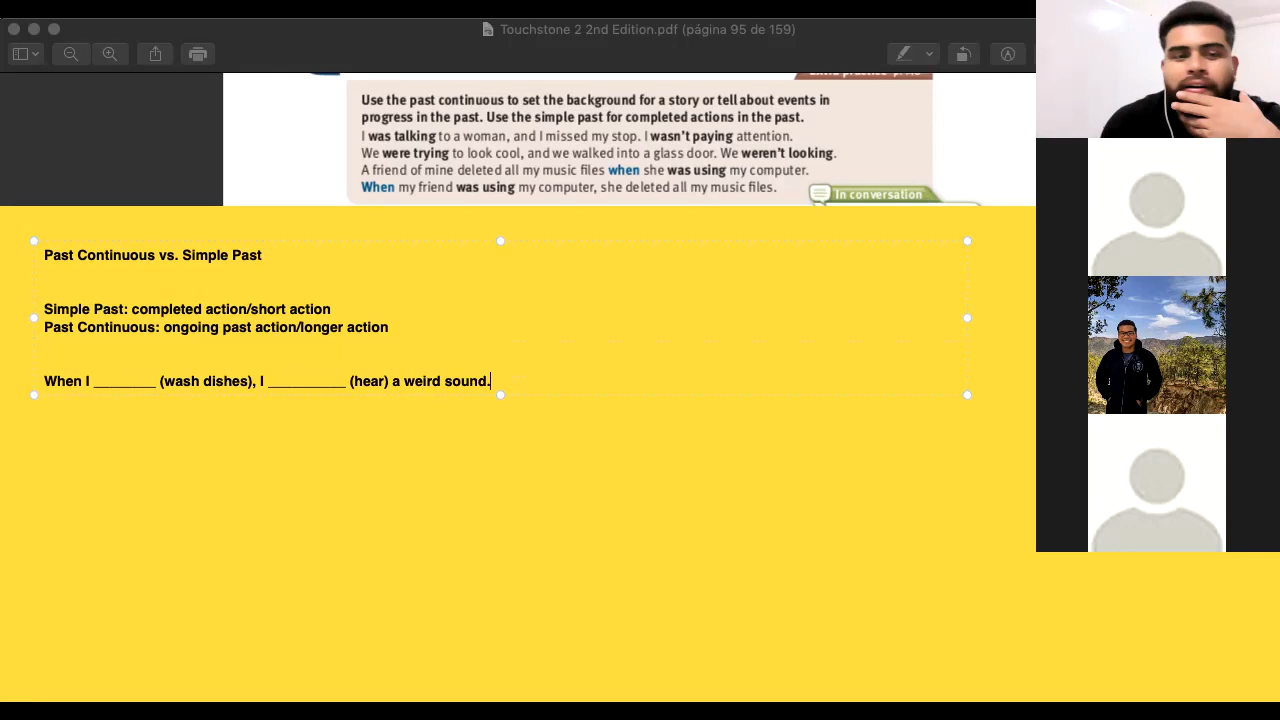 Touchstone 2 2nd Edition.pdf (página 95 de 159)
Use the past continuous to set the background for a story or tell about events in
progress in the past. Use the simple past for completed actions in the past.
I was talking to a woman, and I missed my stop. I wasn't paying attention.
We were trying to look cool, and we walked into a glass door. We weren't looking.
A friend of mine deleted all my music files when she was using my computer.
When my friend was using my computer, she deleted all my music files.
In conversation
Past Continuous vs. Simple Past
Simple Past: completed action/short action
Past Continuous: ongoing past action/longer action
When I ________ (wash dishes), I __________ (hear) a weird sound.